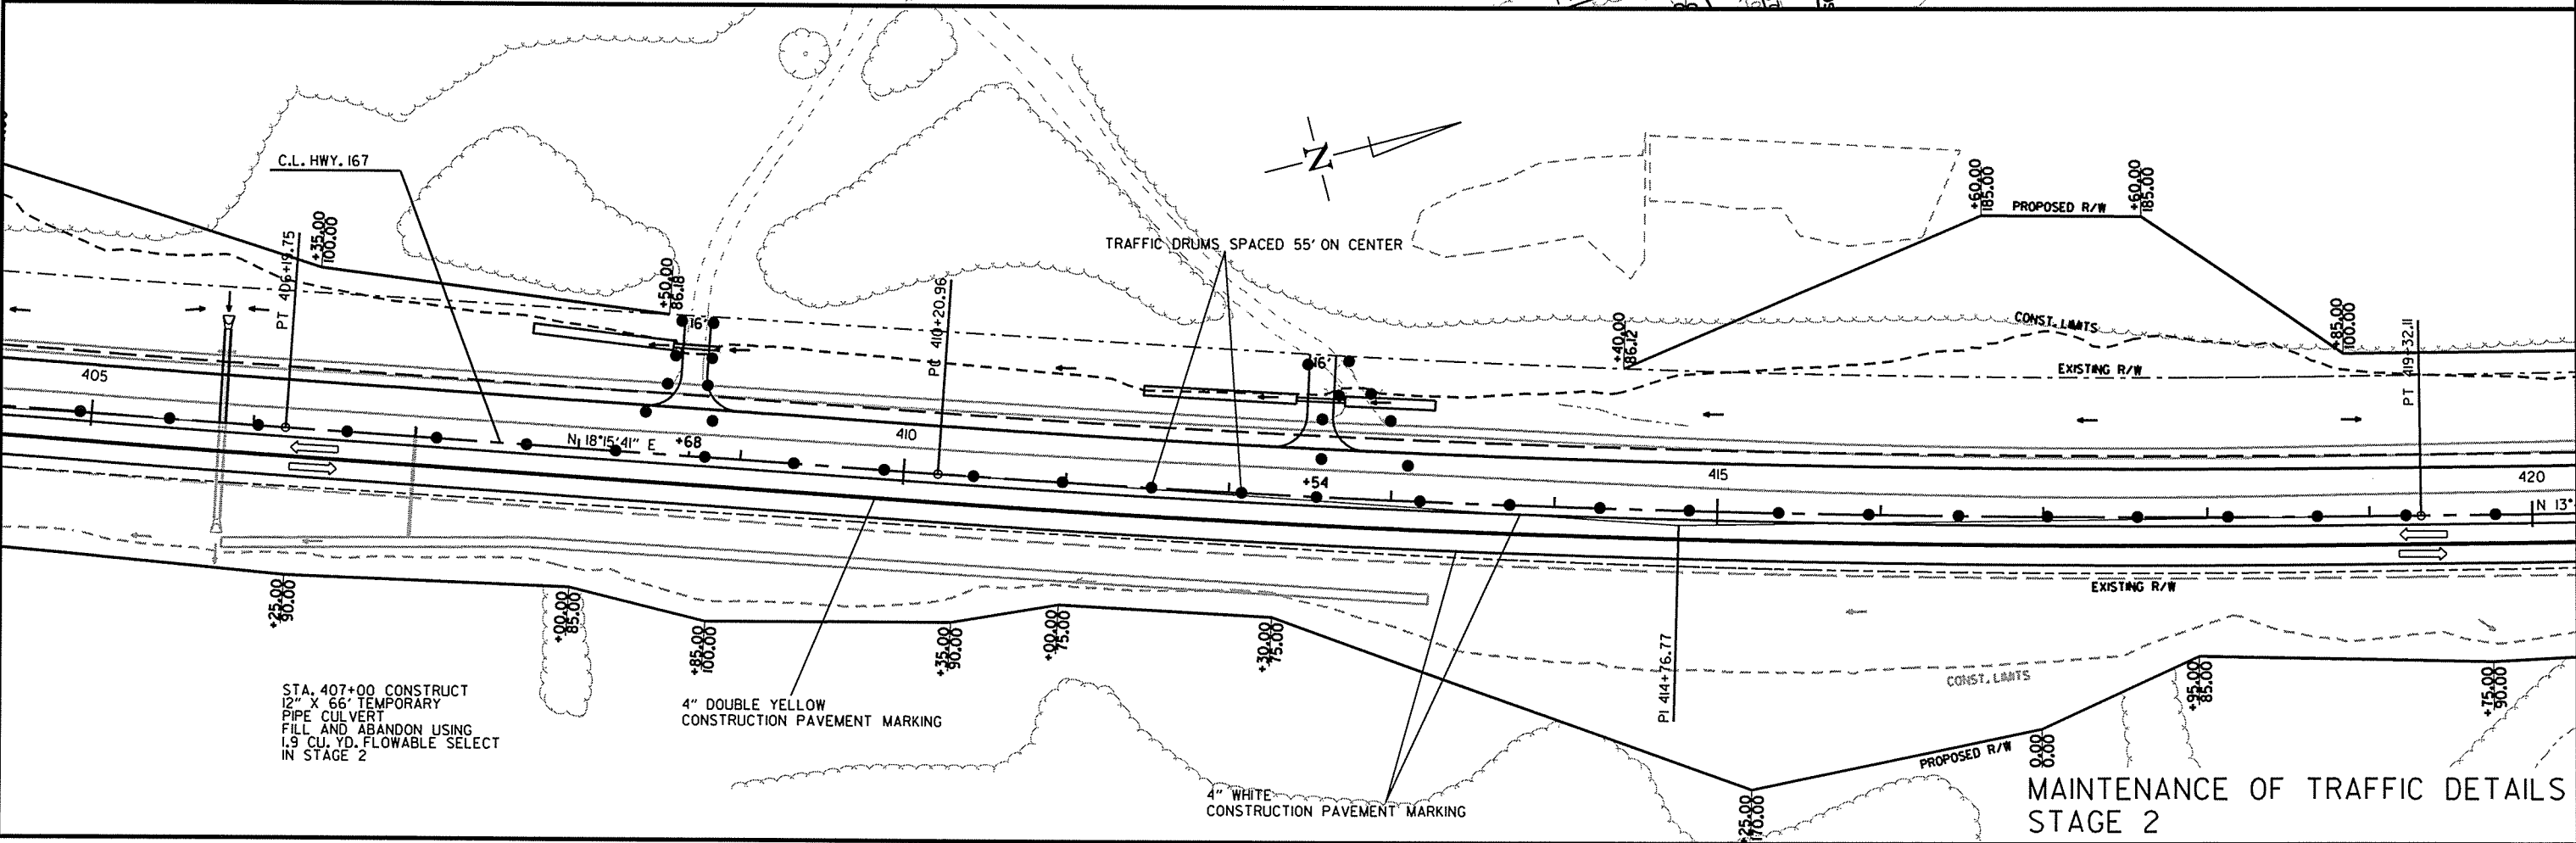 C.L. HWY. 167
PT 406+19.75
+35.00
100.00
+50.00
86.18
16'
PC 410+20.96
TRAFFIC DRUMS SPACED 55' ON CENTER
N
16'
+40.00
86.12
+60.00
185.00
PROPOSED R/W
+60.00
185.00
CONST. LIMITS
EXISTING R/W
+85.00
100.00
PT 419+32.11
405
N 18°15'41" E
+68
410
+54
415
420
N 13°
EXISTING R/W
+25.00
90.00
+00.00
85.00
+85.00
100.00
+35.00
90.00
+00.00
75.00
+30.00
75.00
PI 414+76.77
CONST. LIMITS
+95.00
85.00
+75.00
90.00
0.00
0.00
PROPOSED R/W
+25.00
170.00
STA. 407+00 CONSTRUCT
12" X 66' TEMPORARY
PIPE CULVERT
FILL AND ABANDON USING
1.9 CU. YD. FLOWABLE SELECT
IN STAGE 2
4" DOUBLE YELLOW
CONSTRUCTION PAVEMENT MARKING
4" WHITE
CONSTRUCTION PAVEMENT MARKING
MAINTENANCE OF TRAFFIC DETAILS
STAGE 2